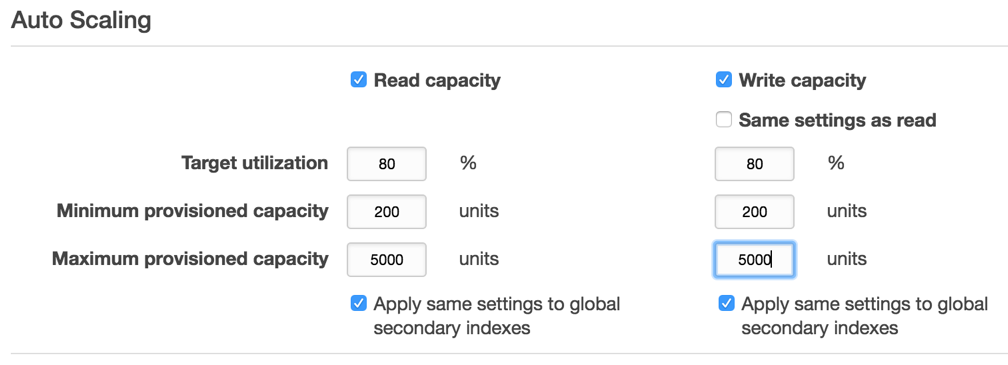 Auto Scaling
Read capacity
Write capacity
Same settings as read
Target utilization 80 % 80 %
Minimum provisioned capacity 200 units 200 units
Maximum provisioned capacity 5000 units 5000 units
Apply same settings to global Apply same settings to global
secondary indexes secondary indexes